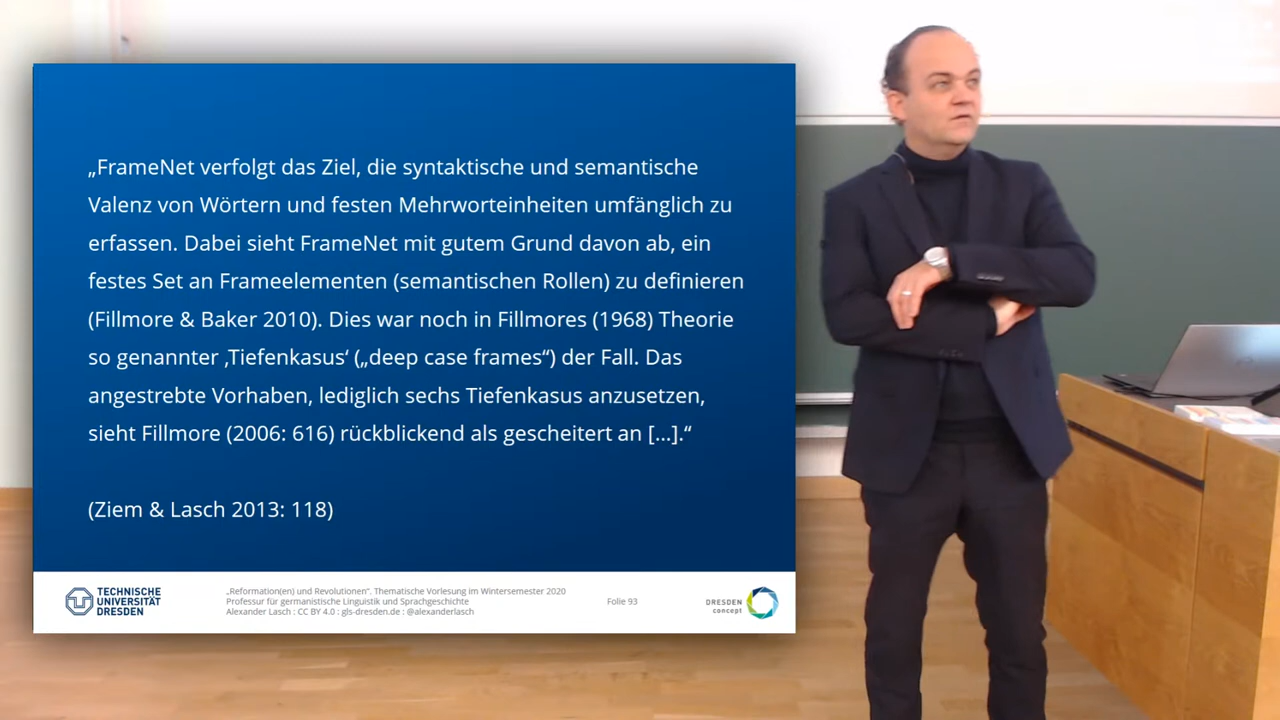 „FrameNet verfolgt das Ziel, die syntaktische und semantische
Valenz von Wörtern und festen Mehrworteinheiten umfänglich zu
erfassen. Dabei sieht FrameNet mit gutem Grund davon ab, ein
festes Set an Frameelementen (semantischen Rollen) zu definieren
(Fillmore & Baker 2010). Dies war noch in Fillmores (1968) Theorie
so genannter ‚Tiefenkasus‘ („deep case frames“) der Fall. Das
angestrebte Vorhaben, lediglich sechs Tiefenkasus anzusetzen,
sieht Fillmore (2006: 616) rückblickend als gescheitert an [...].“
(Ziem & Lasch 2013: 118)
TECHNISCHE
UNIVERSITÄT
DRESDEN
„Reformation(en) und Revolutionen“. Thematische Vorlesung im Wintersemester 2020
Professur für germanistische Linguistik und Sprachgeschichte
Alexander Lasch : CC BY 4.0 : gls-dresden.de : @alexanderlasch
Folie 93
DRESDEN
concept